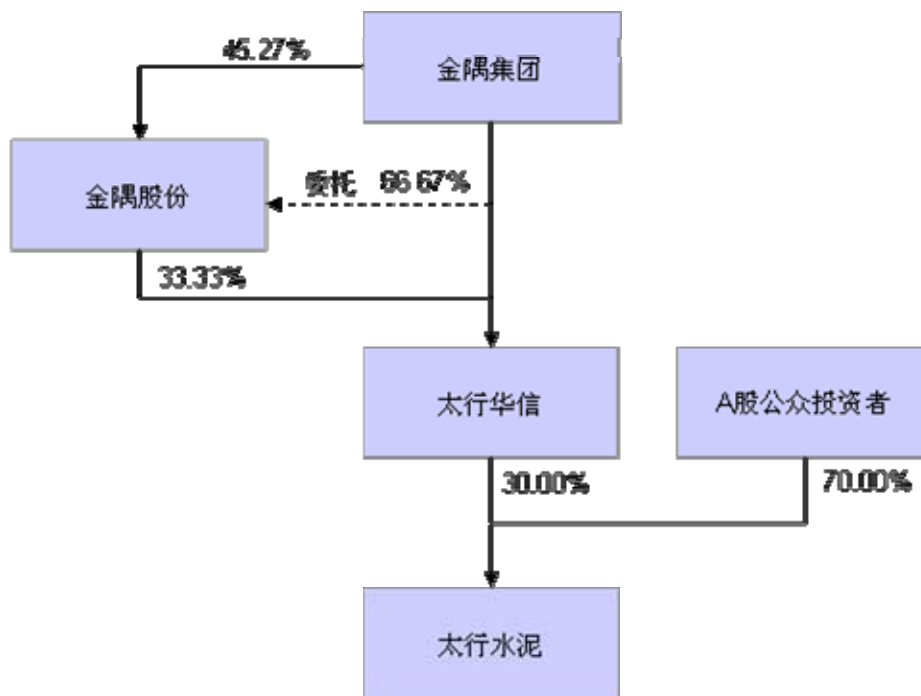 45.27%
金隅集团
金隅股份
委托 66.67%
33.33%
太行华信
A股公众投资者
30.00%
70.00%
太行水泥